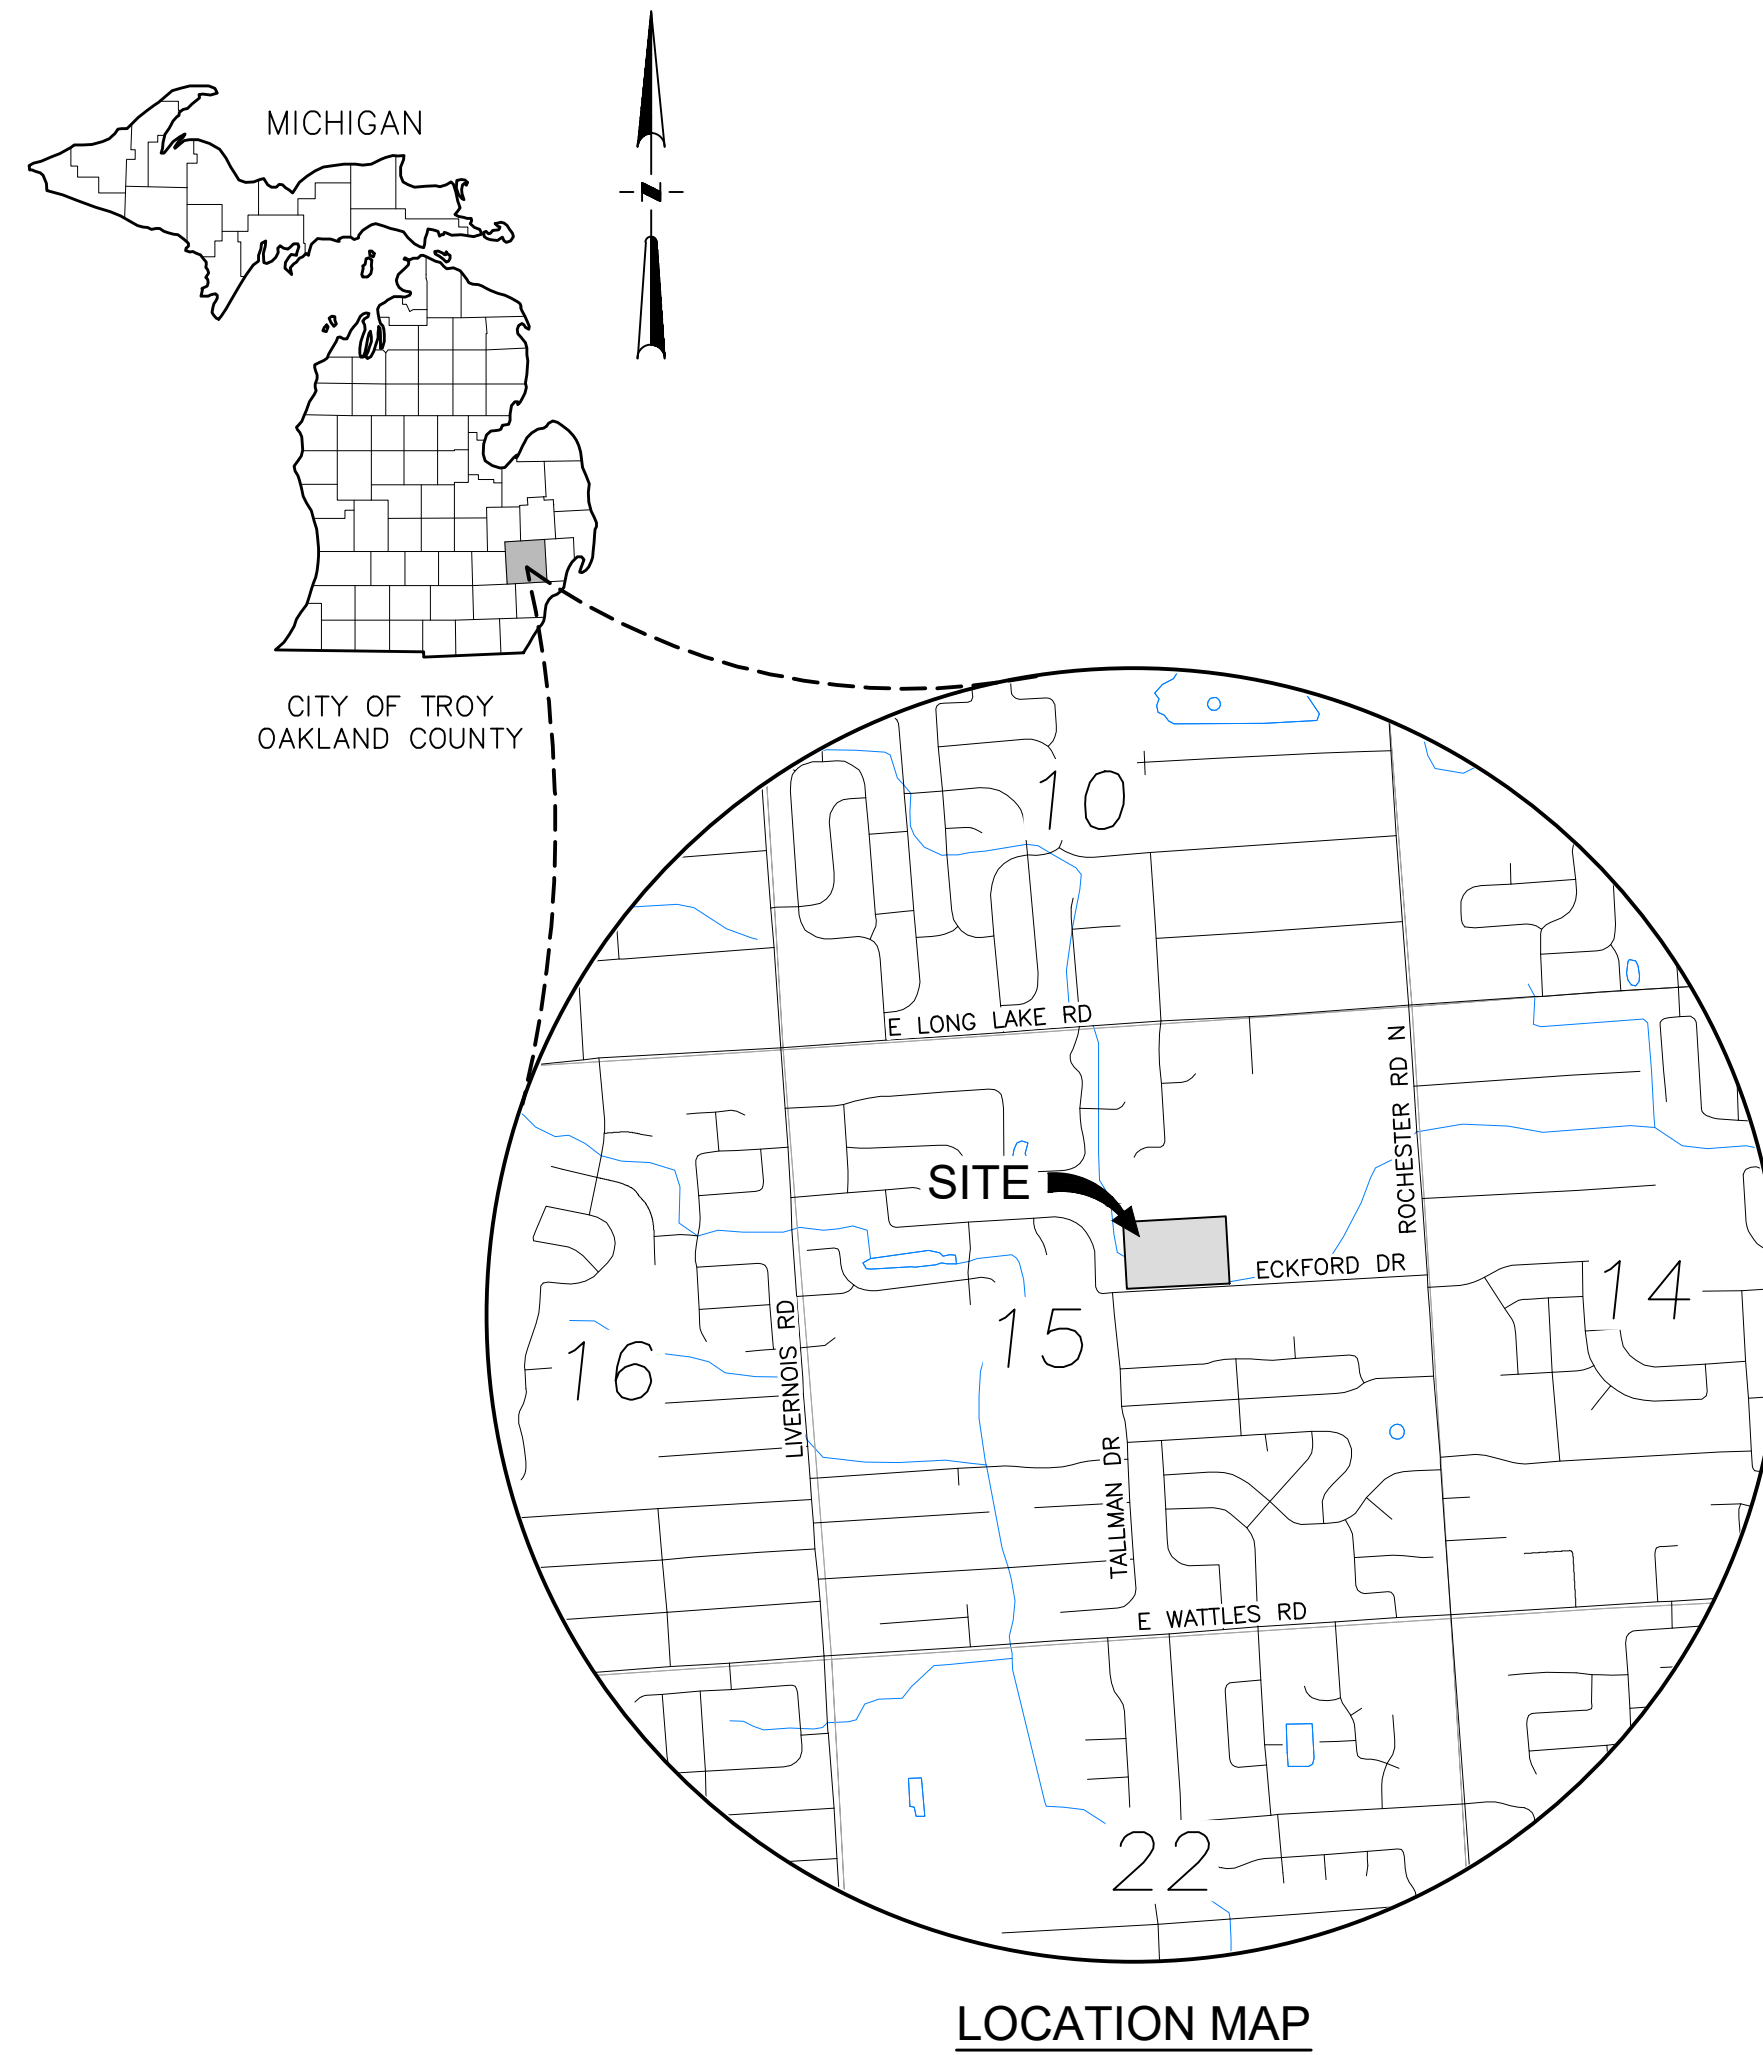 MICHIGAN
N
CITY OF TROY
OAKLAND COUNTY
10
E LONG LAKE RD
ROCHESTER RD N
SITE
ECKFORD DR
14
15
16
LIVERNOIS RD
TALLMAN DR
E WATTLES RD
22
LOCATION MAP